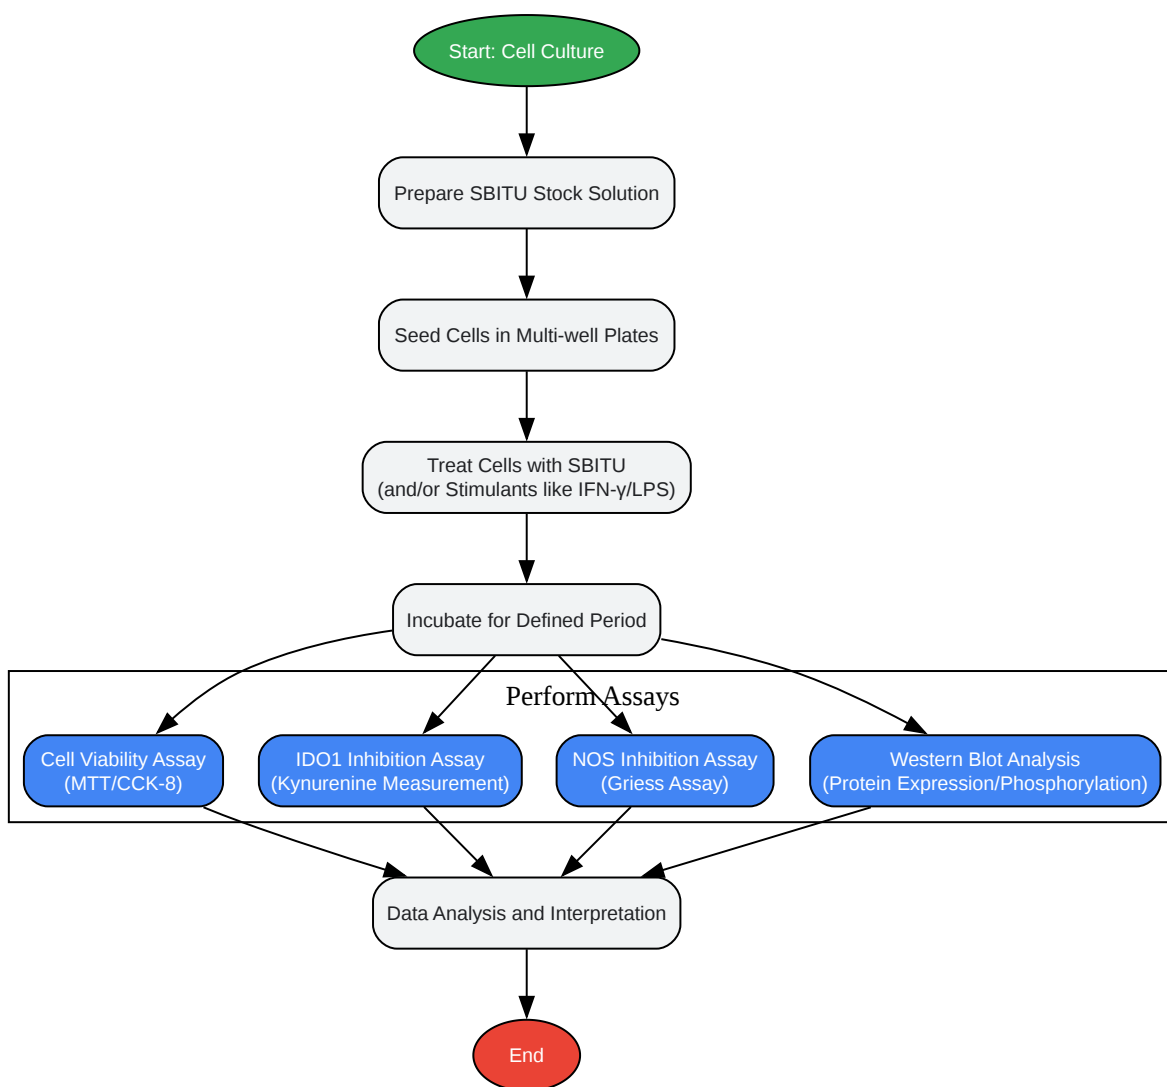 Start: Cell Culture
Prepare SBITU Stock Solution
Seed Cells in Multi-well Plates
Treat Cells with SBITU
(and/or Stimulants like IFN-γ/LPS)
Incubate for Defined Period
Perform Assays
Cell Viability Assay
(MTT/CCK-8)
IDO1 Inhibition Assay
(Kynurenine Measurement)
NOS Inhibition Assay
(Griess Assay)
Western Blot Analysis
(Protein Expression/Phosphorylation)
Data Analysis and Interpretation
End